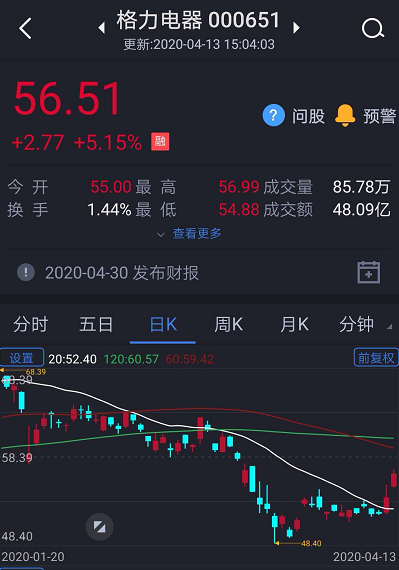 格力电器 000651
更新:2020-04-13 15:04:03
56.51
+2.77 +5.15% 融
? 问股 预警
今开 55.00 最高 56.99 成交量 85.78万
换手 1.44% 最低 54.88 成交额 48.09亿
查看更多
2020-04-30 发布财报
分时 五日 日K 周K 月K 分钟
设置 20:52.40 120:60.57 60:59.42 前复权
68.39
68.39
58.39
48.40
48.40
2020-01-20 2020-04-13